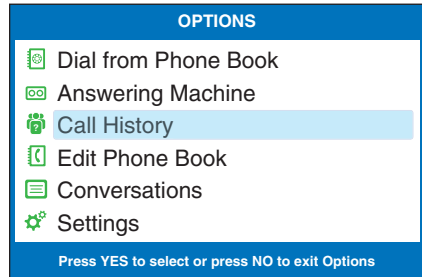 OPTIONS
Dial from Phone Book
Answering Machine
Call History
Edit Phone Book
Conversations
Settings
Press YES to select or press NO to exit Options